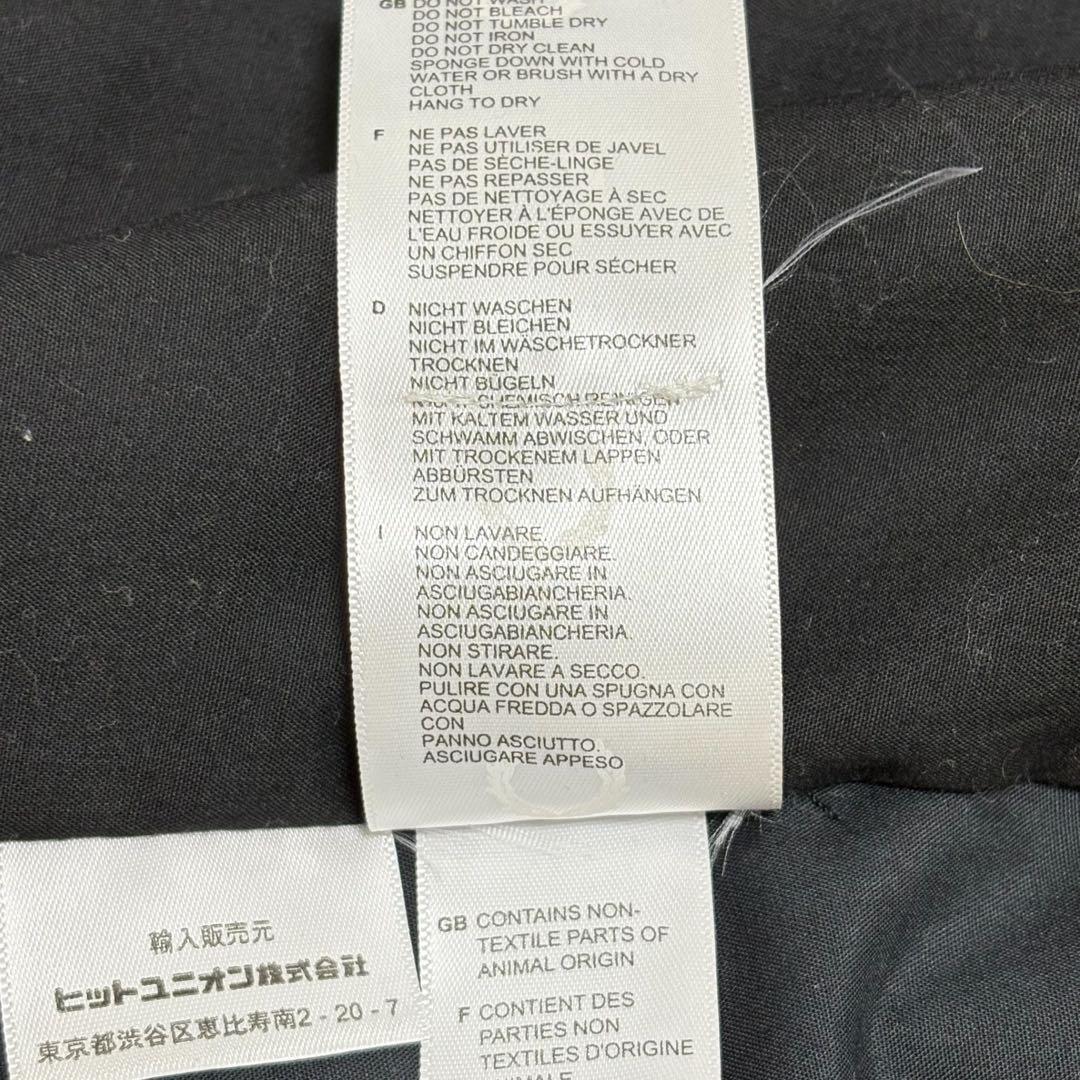 GB DO NOT WASH
DO NOT BLEACH
DO NOT TUMBLE DRY
DO NOT IRON
DO NOT DRY CLEAN
SPONGE DOWN WITH COLD
WATER OR BRUSH WITH A DRY
CLOTH
HANG TO DRY
F NE PAS LAVER
NE PAS UTILISER DE JAVEL
PAS DE SÈCHE-LINGE
NE PAS REPASSER
PAS DE NETTOYAGE À SEC
NETTOYER À L'ÉPONGE AVEC DE
L'EAU FROIDE OU ESSUYER AVEC
UN CHIFFON SEC
SUSPENDRE POUR SÉCHER
D NICHT WASCHEN
NICHT BLEICHEN
NICHT IM WÄSCHETROCKNER
TROCKNEN
NICHT BÜGELN
CHEMISCH REINIGEN
MIT KALTEM WASSER UND
SCHWAMM ABWISCHEN, ODER
MIT TROCKENEM LAPPEN
ABBÜRSTEN
ZUM TROCKNEN AUFHÄNGEN
I NON LAVARE.
NON CANDEGGIARE.
NON ASCIUGARE IN
ASCIUGABIANCHERIA.
NON ASCIUGARE IN
ASCIUGABIANCHERIA.
NON STIRARE.
NON LAVARE A SECCO.
PULIRE CON UNA SPUGNA CON
ACQUA FREDDA O SPAZZOLARE
CON
PANNO ASCIUTTO.
ASCIUGARE APPESO
輸入販売元
ヒットユニオン株式会社
東京都渋谷区恵比寿南2-20-7
GB CONTAINS NON-
TEXTILE PARTS OF
ANIMAL ORIGIN
F CONTIENT DES
PARTIES NON
TEXTILES D'ORIGINE
ANIMALE